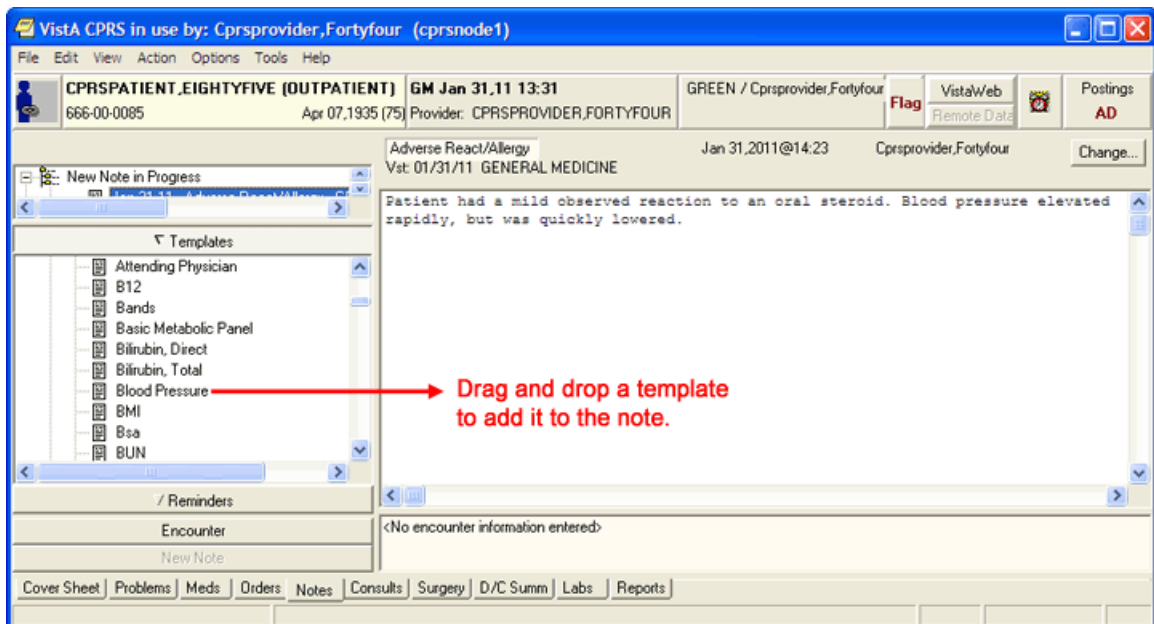 VistA CPRS in use by: Cprsprovider,Fortyfour (cprsnode1)
File Edit View Action Options Tools Help
CPRSPATIENT,EIGHTYFIVE (OUTPATIENT)
666-00-0085 Apr 07,1935 (75)
GM Jan 31,11 13:31
Provider: CPRSPROVIDER,FORTYFOUR
GREEN / Cprsprovider,Fortyfour
Flag
VistaWeb
Remote Data
Postings
AD
Adverse React/Allergy Jan 31,2011@14:23 Cprsprovider,Fortyfour
Vst: 01/31/11 GENERAL MEDICINE
Change...
New Note in Progress
Templates
Attending Physician
B12
Bands
Basic Metabolic Panel
Bilirubin, Direct
Bilirubin, Total
Blood Pressure
BMI
Bsa
BUN
Reminders
Encounter
New Note
Patient had a mild observed reaction to an oral steroid. Blood pressure elevated
rapidly, but was quickly lowered.
Drag and drop a template
to add it to the note.
<No encounter information entered>
Cover Sheet Problems Meds Orders Notes Consults Surgery D/C Summ Labs Reports